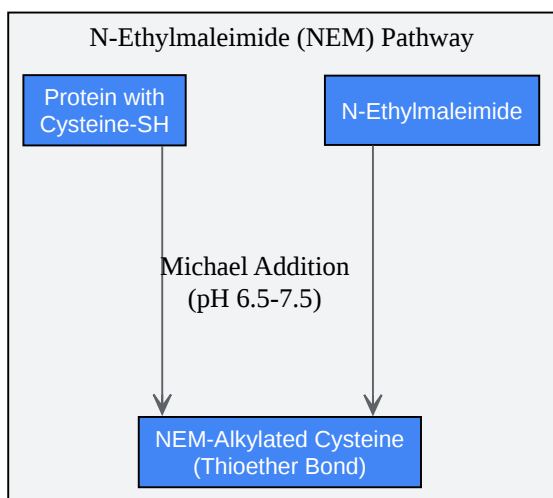 N-Ethylmaleimide (NEM) Pathway
Protein with
Cysteine-SH
N-Ethylmaleimide
Michael Addition
(pH 6.5-7.5)
NEM-Alkylated Cysteine
(Thioether Bond)